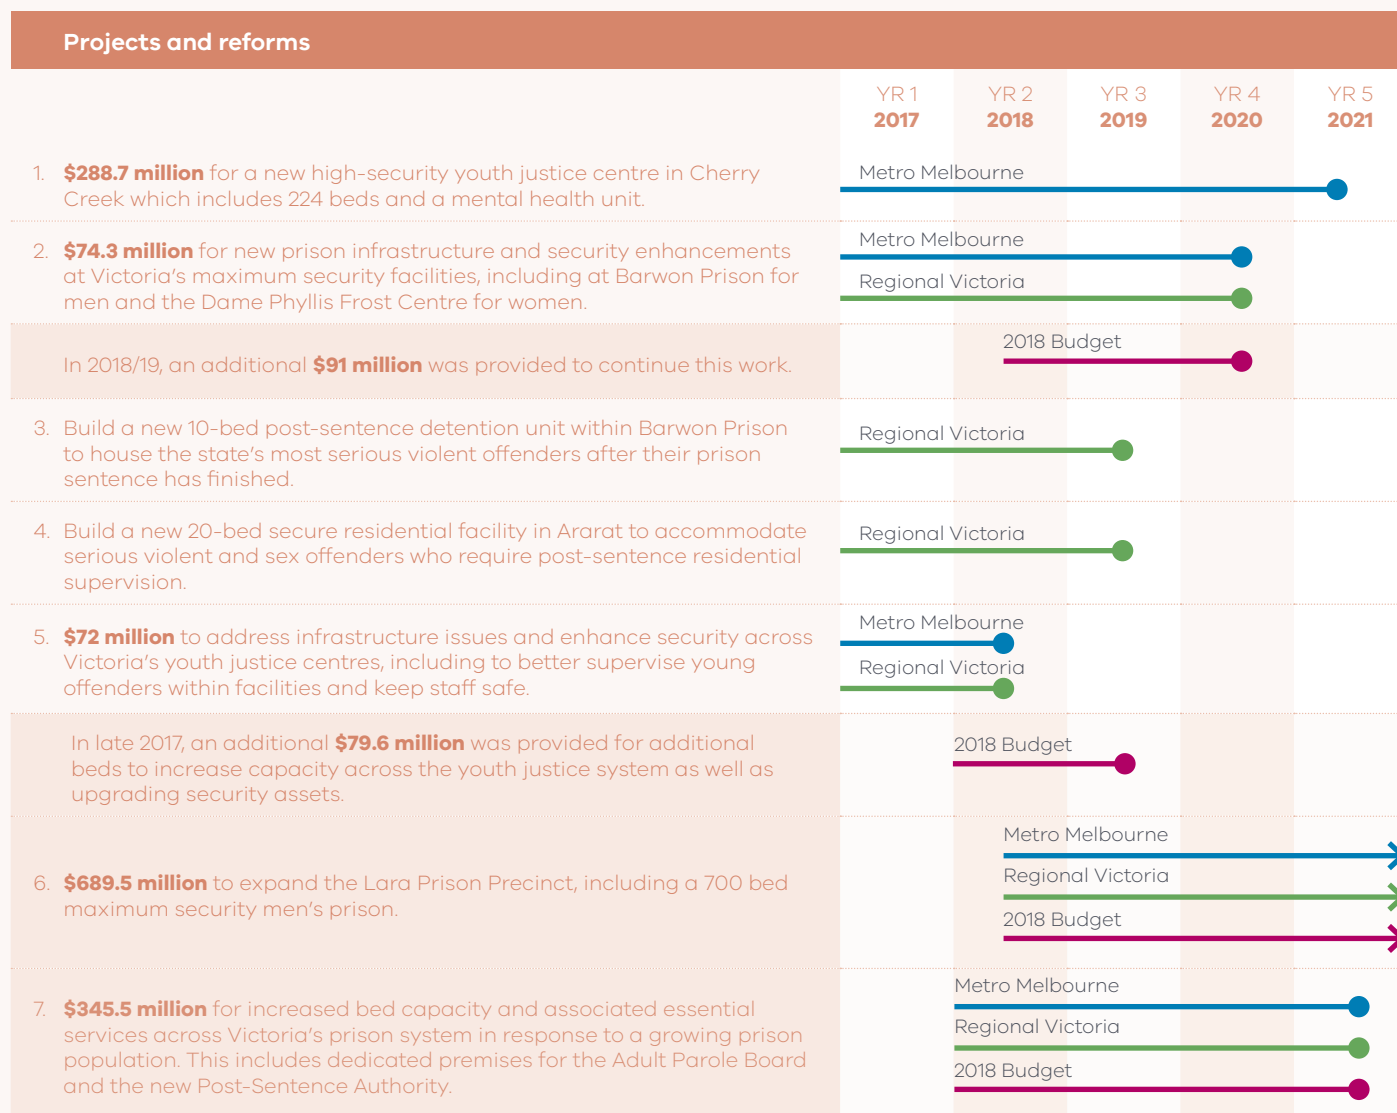 Projects and reforms
YR 1 YR 2 YR 3 YR 4 YR 5
2017 2018 2019 2020 2021
1. $288.7 million for a new high-security youth justice centre in Cherry
Creek which includes 224 beds and a mental health unit.
Metro Melbourne
2. $74.3 million for new prison infrastructure and security enhancements
at Victoria's maximum security facilities, including at Barwon Prison for
men and the Dame Phyllis Frost Centre for women.
Metro Melbourne
Regional Victoria
In 2018/19, an additional $91 million was provided to continue this work.
2018 Budget
3. Build a new 10-bed post-sentence detention unit within Barwon Prison
to house the state's most serious violent offenders after their prison
sentence has finished.
Regional Victoria
4. Build a new 20-bed secure residential facility in Ararat to accommodate
serious violent and sex offenders who require post-sentence residential
supervision.
Regional Victoria
5. $72 million to address infrastructure issues and enhance security across
Victoria's youth justice centres, including to better supervise young
offenders within facilities and keep staff safe.
Metro Melbourne
Regional Victoria
In late 2017, an additional $79.6 million was provided for additional
beds to increase capacity across the youth justice system as well as
upgrading security assets.
2018 Budget
6. $689.5 million to expand the Lara Prison Precinct, including a 700 bed
maximum security men's prison.
Metro Melbourne
Regional Victoria
2018 Budget
7. $345.5 million for increased bed capacity and associated essential
services across Victoria's prison system in response to a growing prison
population. This includes dedicated premises for the Adult Parole Board
and the new Post-Sentence Authority.
Metro Melbourne
Regional Victoria
2018 Budget